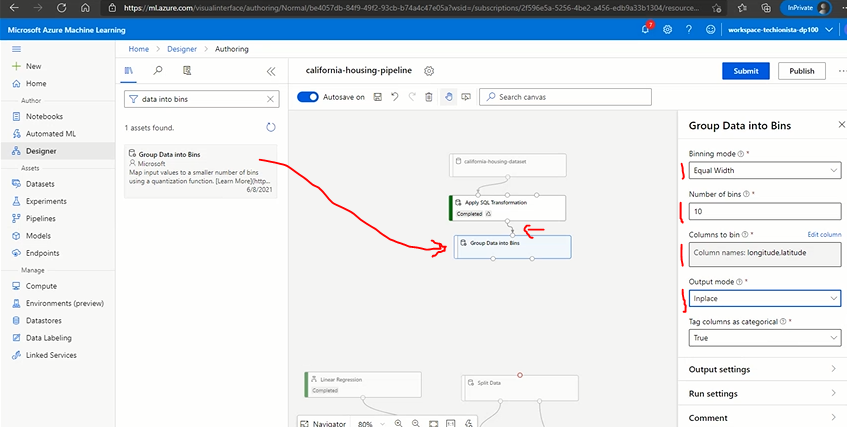 https://ml.azure.com/visualinterface/authoring/Normal/be4057db-84f9-49f2-93cb-b74a4c47e05a?wsid=/subscriptions/2f596e5a-5256-4be2-a456-edb9a33b1304/resource...
InPrivate
Microsoft Azure Machine Learning
7
workspace-techionista-dp100
New
Home
Author
Notebooks
Automated ML
Designer
Assets
Datasets
Experiments
Pipelines
Models
Endpoints
Manage
Compute
Environments (preview)
Datastores
Data Labeling
Linked Services
Home > Designer > Authoring
data into bins
1 assets found.
Group Data into Bins
Microsoft
Map input values to a smaller number of bins
using a quantization function. [Learn More](http...
6/8/2021
california-housing-pipeline
Submit
Publish
Autosave on
Search canvas
california-housing-dataset
Apply SQL Transformation
Completed
Group Data into Bins
Linear Regression
Completed
Split Data
Navigator
80%
Group Data into Bins
Binning mode *
Equal Width
Number of bins *
10
Columns to bin *
Edit column
Column names: longitude.latitude
Output mode *
Inplace
Tag columns as categorical *
True
Output settings
Run settings
Comment